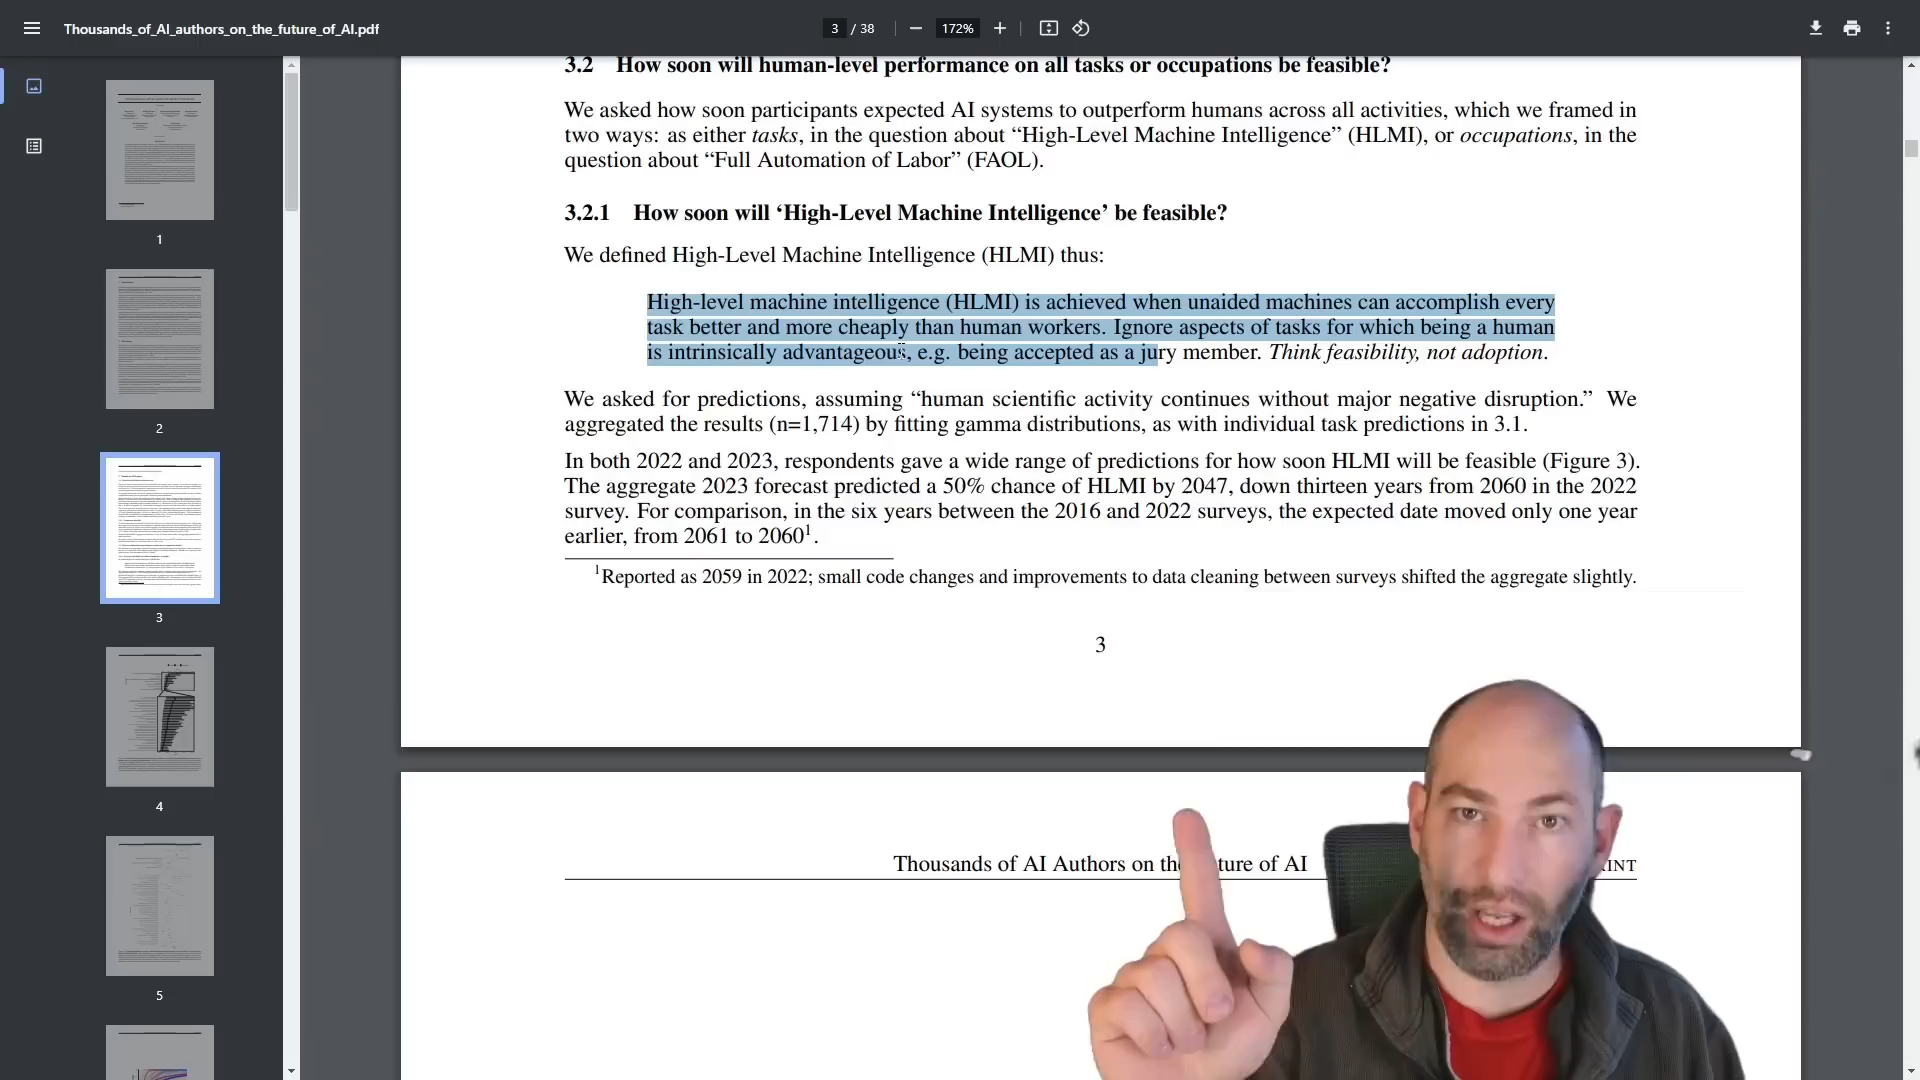 Thousands_of_AI_authors_on_the_future_of_AI.pdf
3 / 38
172%
1
2
3
4
5
3.2 How soon will human-level performance on all tasks or occupations be feasible?
We asked how soon participants expected AI systems to outperform humans across all activities, which we framed in
two ways: as either tasks, in the question about “High-Level Machine Intelligence” (HLMI), or occupations, in the
question about “Full Automation of Labor” (FAOL).
3.2.1 How soon will ‘High-Level Machine Intelligence’ be feasible?
We defined High-Level Machine Intelligence (HLMI) thus:
High-level machine intelligence (HLMI) is achieved when unaided machines can accomplish every
task better and more cheaply than human workers. Ignore aspects of tasks for which being a human
is intrinsically advantageous, e.g. being accepted as a jury member. Think feasibility, not adoption.
We asked for predictions, assuming “human scientific activity continues without major negative disruption.” We
aggregated the results (n=1,714) by fitting gamma distributions, as with individual task predictions in 3.1.
In both 2022 and 2023, respondents gave a wide range of predictions for how soon HLMI will be feasible (Figure 3).
The aggregate 2023 forecast predicted a 50% chance of HLMI by 2047, down thirteen years from 2060 in the 2022
survey. For comparison, in the six years between the 2016 and 2022 surveys, the expected date moved only one year
earlier, from 2061 to 2060¹.
¹Reported as 2059 in 2022; small code changes and improvements to data cleaning between surveys shifted the aggregate slightly.
3
Thousands of AI Authors on th ture of AI INT